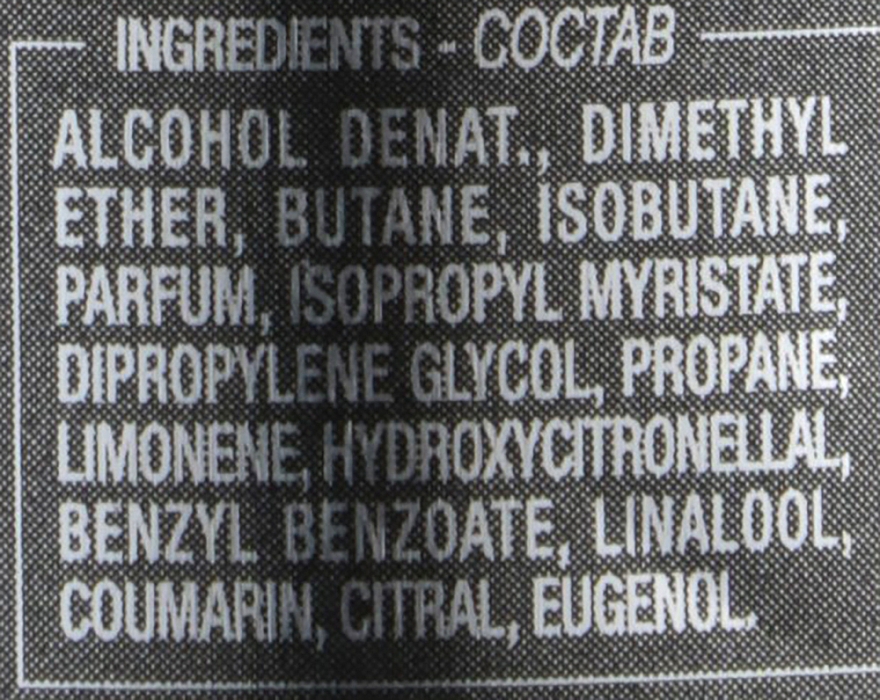 INGREDIENTS - СОСТАВ
ALCOHOL DENAT., DIMETHYL
ETHER, BUTANE, ISOBUTANE,
PARFUM, ISOPROPYL MYRISTATE,
DIPROPYLENE GLYCOL, PROPANE,
LIMONENE, HYDROXYCITRONELLAL,
BENZYL BENZOATE, LINALOOL,
COUMARIN, CITRAL, EUGENOL.